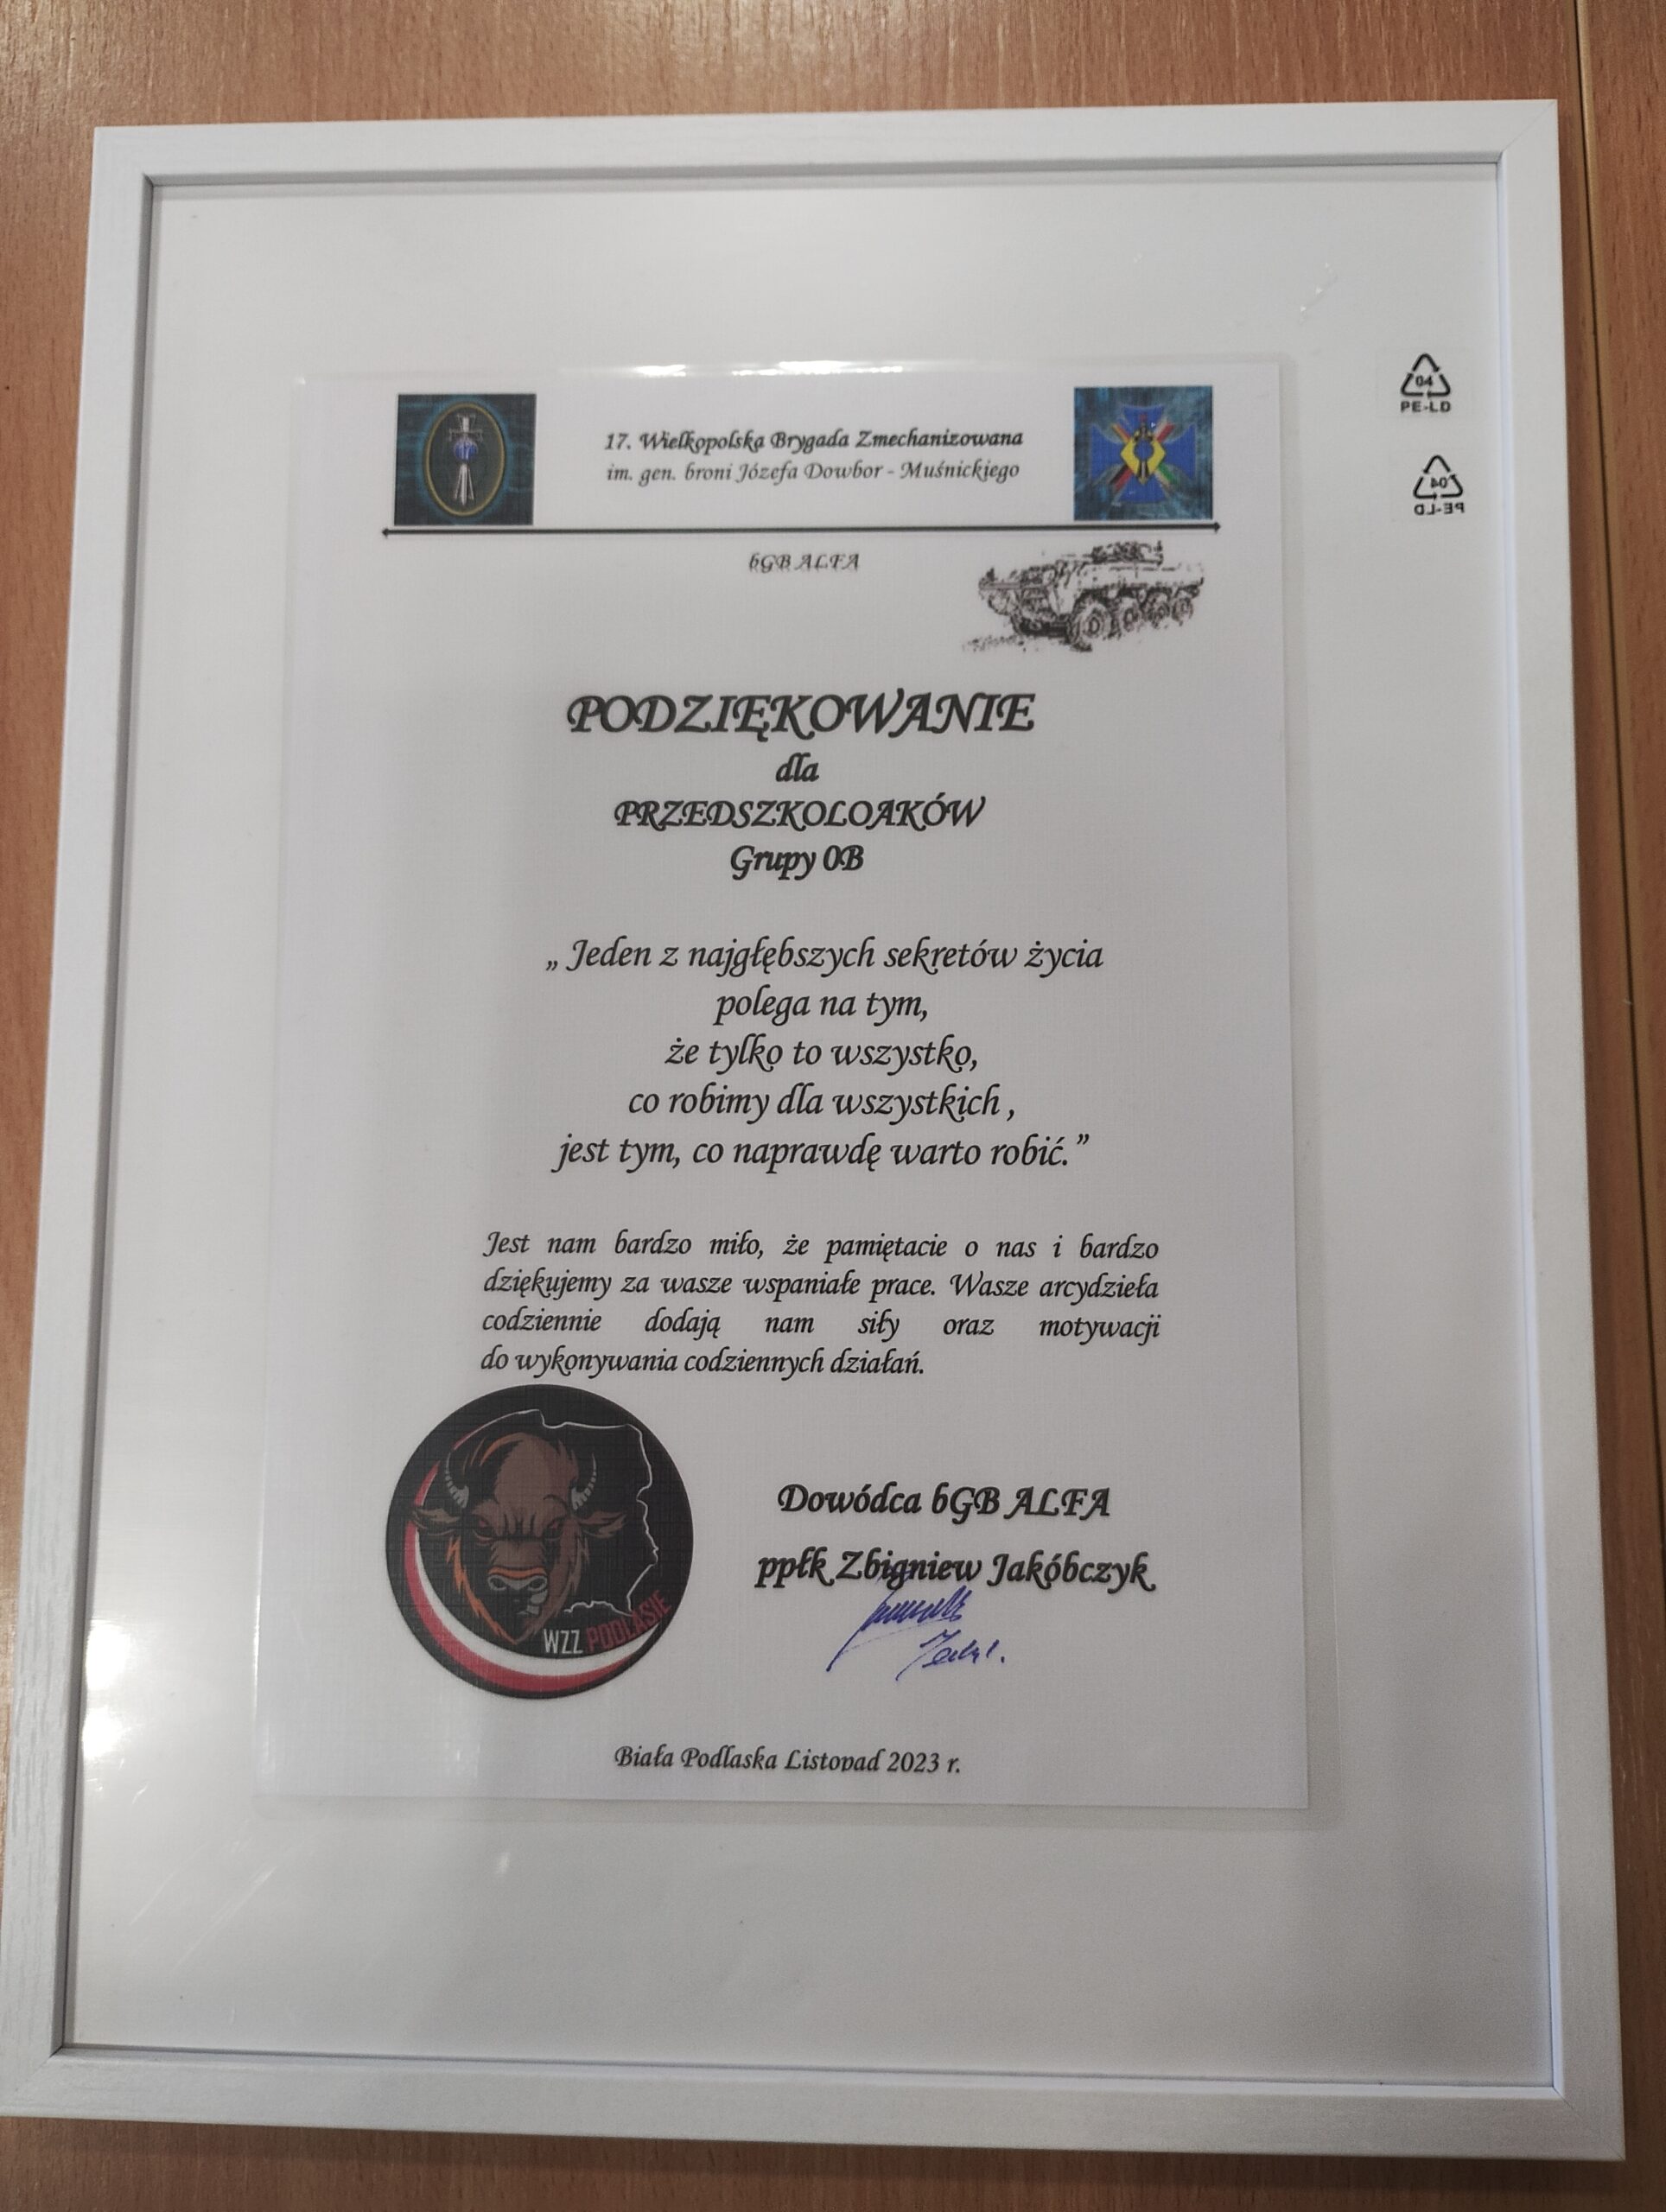 17. Wielkopolska Brygada Zmechanizowana
im. gen. broni Józefa Dowbor - Muśnickiego
bGB ALFA
PODZIĘKOWANIE
dla
PRZEDSZKOLOAKÓW
Grupy 0B
„ Jeden z najgłębszych sekretów życia
polega na tym,
że tylko to wszystko,
co robimy dla wszystkich ,
jest tym, co naprawdę warto robić.”
Jest nam bardzo miło, że pamiętacie o nas i bardzo
dziękujemy za wasze wspaniałe prace. Wasze arcydzieła
codziennie dodają nam siły oraz motywacji
do wykonywania codziennych działań.
WZZ PODLASIE
Dowódca bGB ALFA
ppłk Zbigniew Jakóbczyk
Biała Podlaska Listopad 2023 r.
04
PE-LD
04
PE-LD